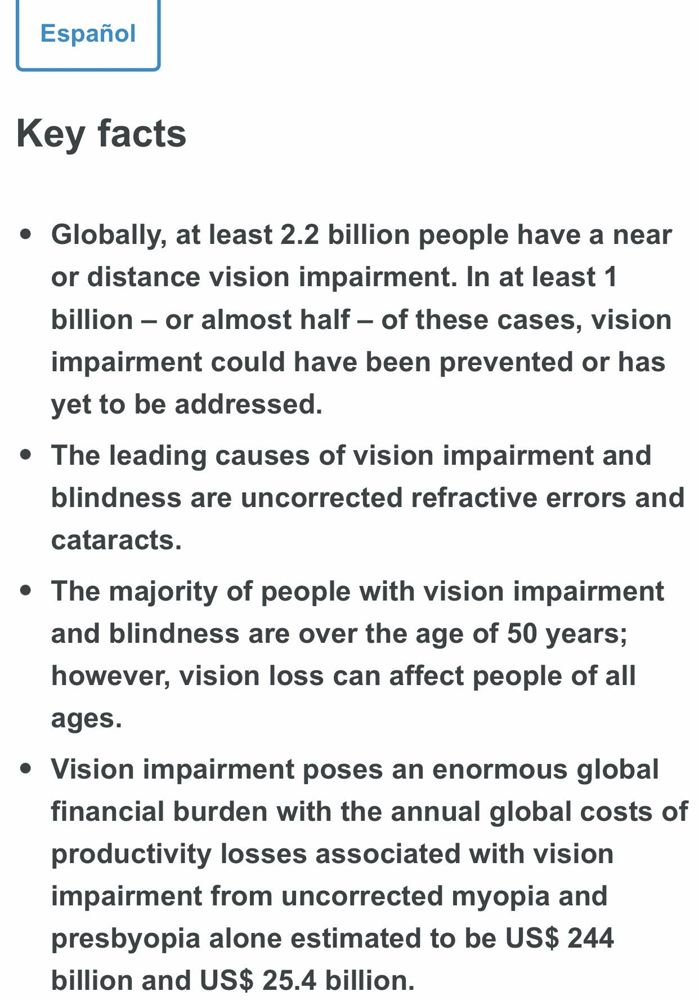 Español
Key facts
• Globally, at least 2.2 billion people have a near
or distance vision impairment. In at least 1
billion – or almost half – of these cases, vision
impairment could have been prevented or has
yet to be addressed.
• The leading causes of vision impairment and
blindness are uncorrected refractive errors and
cataracts.
• The majority of people with vision impairment
and blindness are over the age of 50 years;
however, vision loss can affect people of all
ages.
• Vision impairment poses an enormous global
financial burden with the annual global costs of
productivity losses associated with vision
impairment from uncorrected myopia and
presbyopia alone estimated to be US$ 244
billion and US$ 25.4 billion.